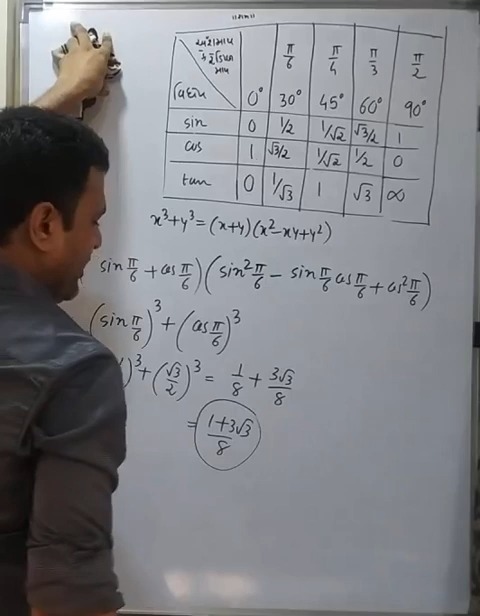 "રામ"
અંશમાપ રેડિયન માપ વિધેય 0° π/6 30° π/4 45° π/3 60° π/2 90°
sin 0 1/2 1/√2 √3/2 1
cos 1 √3/2 1/√2 1/2 0
tan 0 1/√3 1 √3 ∞
x³+y³=(x+y)(x²-xy+y²)
sin π/6 + cos π/6)(sin² π/6 - sin π/6 cos π/6 + cos² π/6)
(sin π/6)³ + (cos π/6)³
)³+(√3/2)³ = 1/8 + 3√3/8
= (1+3√3)/8